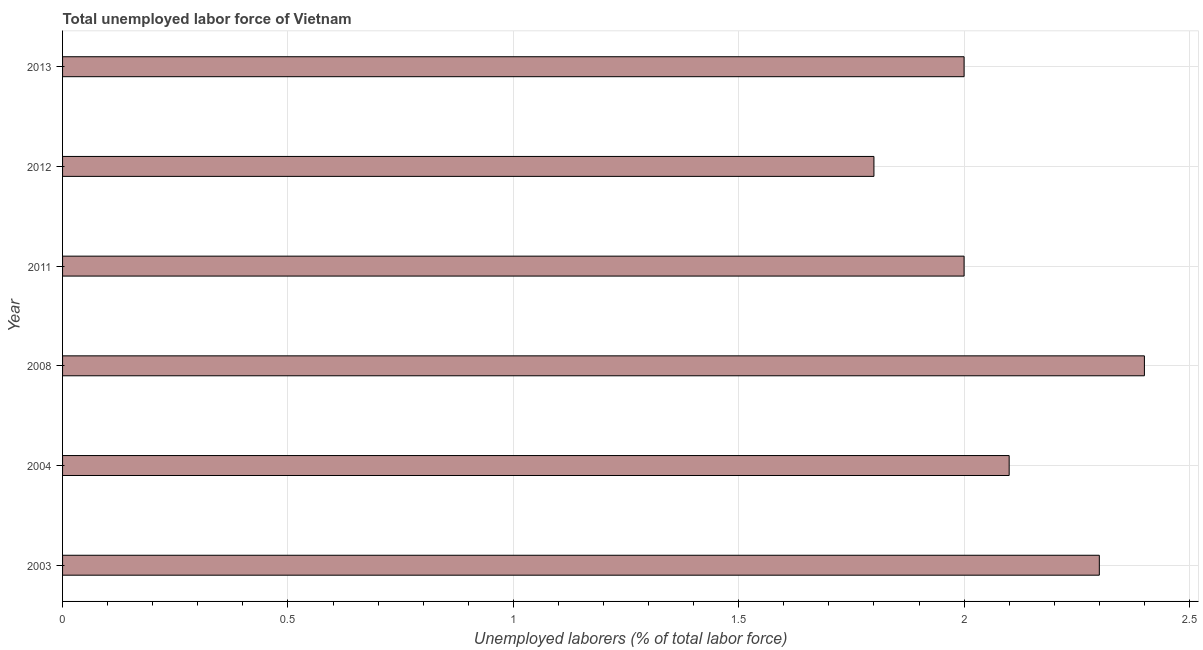 Total unemployed labor force of Vietnam
Year
2013
2012
2011
2008
2004
2003
0 0.5 1 1.5 2 2.5
Unemployed laborers (% of total labor force)